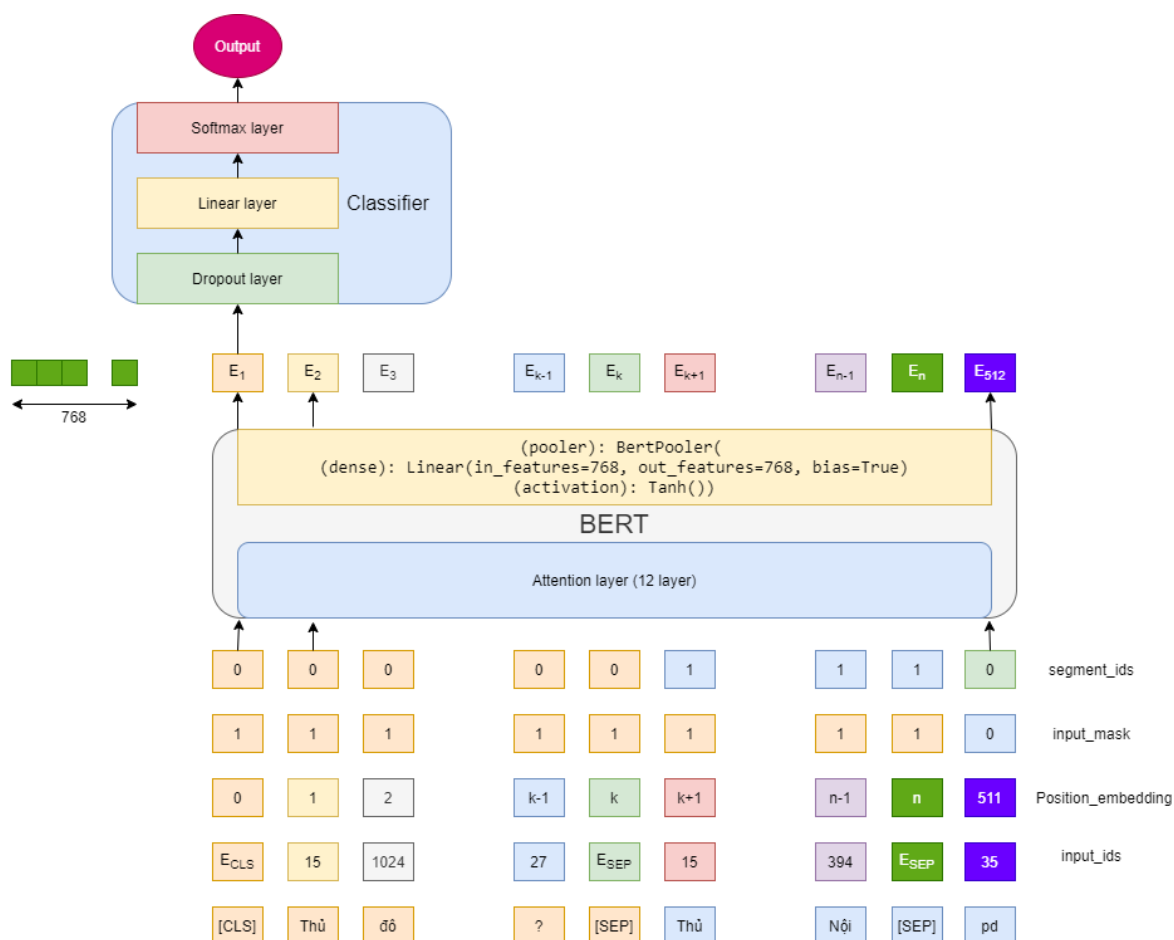 Output
Softmax layer
Linear layer
Classifier
Dropout layer
E1 E2 E3 Ek-1 Ek Ek+1 En-1 En E512
768
(pooler): BertPooler(
(dense): Linear(in_features=768, out_features=768, bias=True)
(activation): Tanh())
BERT
Attention layer (12 layer)
0 0 0 0 0 1 1 1 0 segment_ids
1 1 1 1 1 1 1 1 0 input_mask
0 1 2 k-1 k k+1 n-1 n 511 Position_embedding
ECLS 15 1024 27 ESEP 15 394 ESEP 35 input_ids
[CLS] Thủ đô ? [SEP] Thủ Nội [SEP] pd